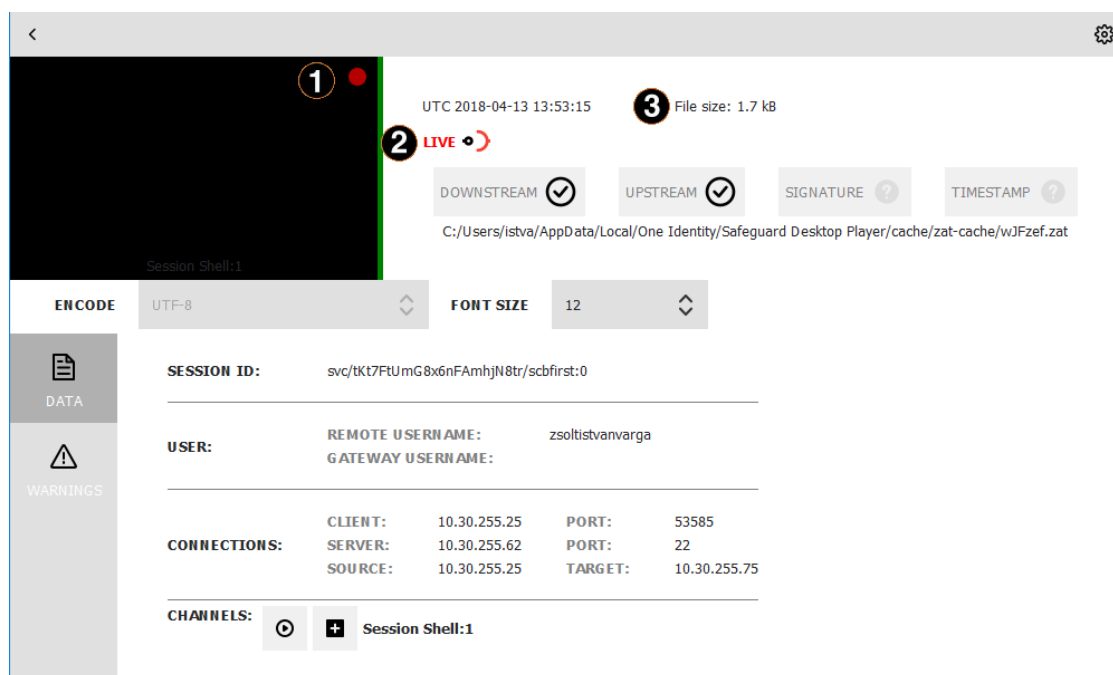 1
UTC 2018-04-13 13:53:15
3 File size: 1.7 kB
2 LIVE
DOWNSTREAM UPSTREAM SIGNATURE ? TIMESTAMP ?
C:/Users/istva/AppData/Local/One Identity/Safeguard Desktop Player/cache/zat-cache/wJFzef.zat
Session Shell:1
ENCODE UTF-8 FONT SIZE 12
DATA
WARNINGS
SESSION ID: svc/tKt7FtUmG8x6nFAmhjN8tr/scbfirst:0
USER: REMOTE USERNAME: zsoltistvanvarga
GATEWAY USERNAME:
CLIENT: 10.30.255.25 PORT: 53585
CONNECTIONS: SERVER: 10.30.255.62 PORT: 22
SOURCE: 10.30.255.25 TARGET: 10.30.255.75
CHANNELS: Session Shell:1